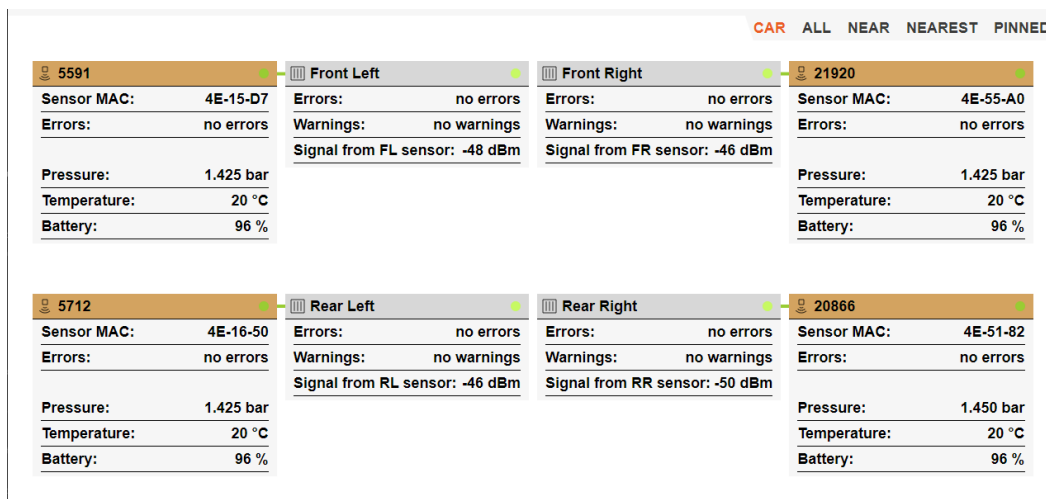 CAR ALL NEAR NEAREST PINNED
5591 Front Left Front Right 21920
Sensor MAC: 4E-15-D7 Errors: no errors Errors: no errors Sensor MAC: 4E-55-A0
Errors: no errors Warnings: no warnings Warnings: no warnings Errors: no errors
Signal from FL sensor: -48 dBm Signal from FR sensor: -46 dBm
Pressure: 1.425 bar Pressure: 1.425 bar
Temperature: 20 °C Temperature: 20 °C
Battery: 96 % Battery: 96 %
5712 Rear Left Rear Right 20866
Sensor MAC: 4E-16-50 Errors: no errors Errors: no errors Sensor MAC: 4E-51-82
Errors: no errors Warnings: no warnings Warnings: no warnings Errors: no errors
Signal from RL sensor: -46 dBm Signal from RR sensor: -50 dBm
Pressure: 1.425 bar Pressure: 1.450 bar
Temperature: 20 °C Temperature: 20 °C
Battery: 96 % Battery: 96 %